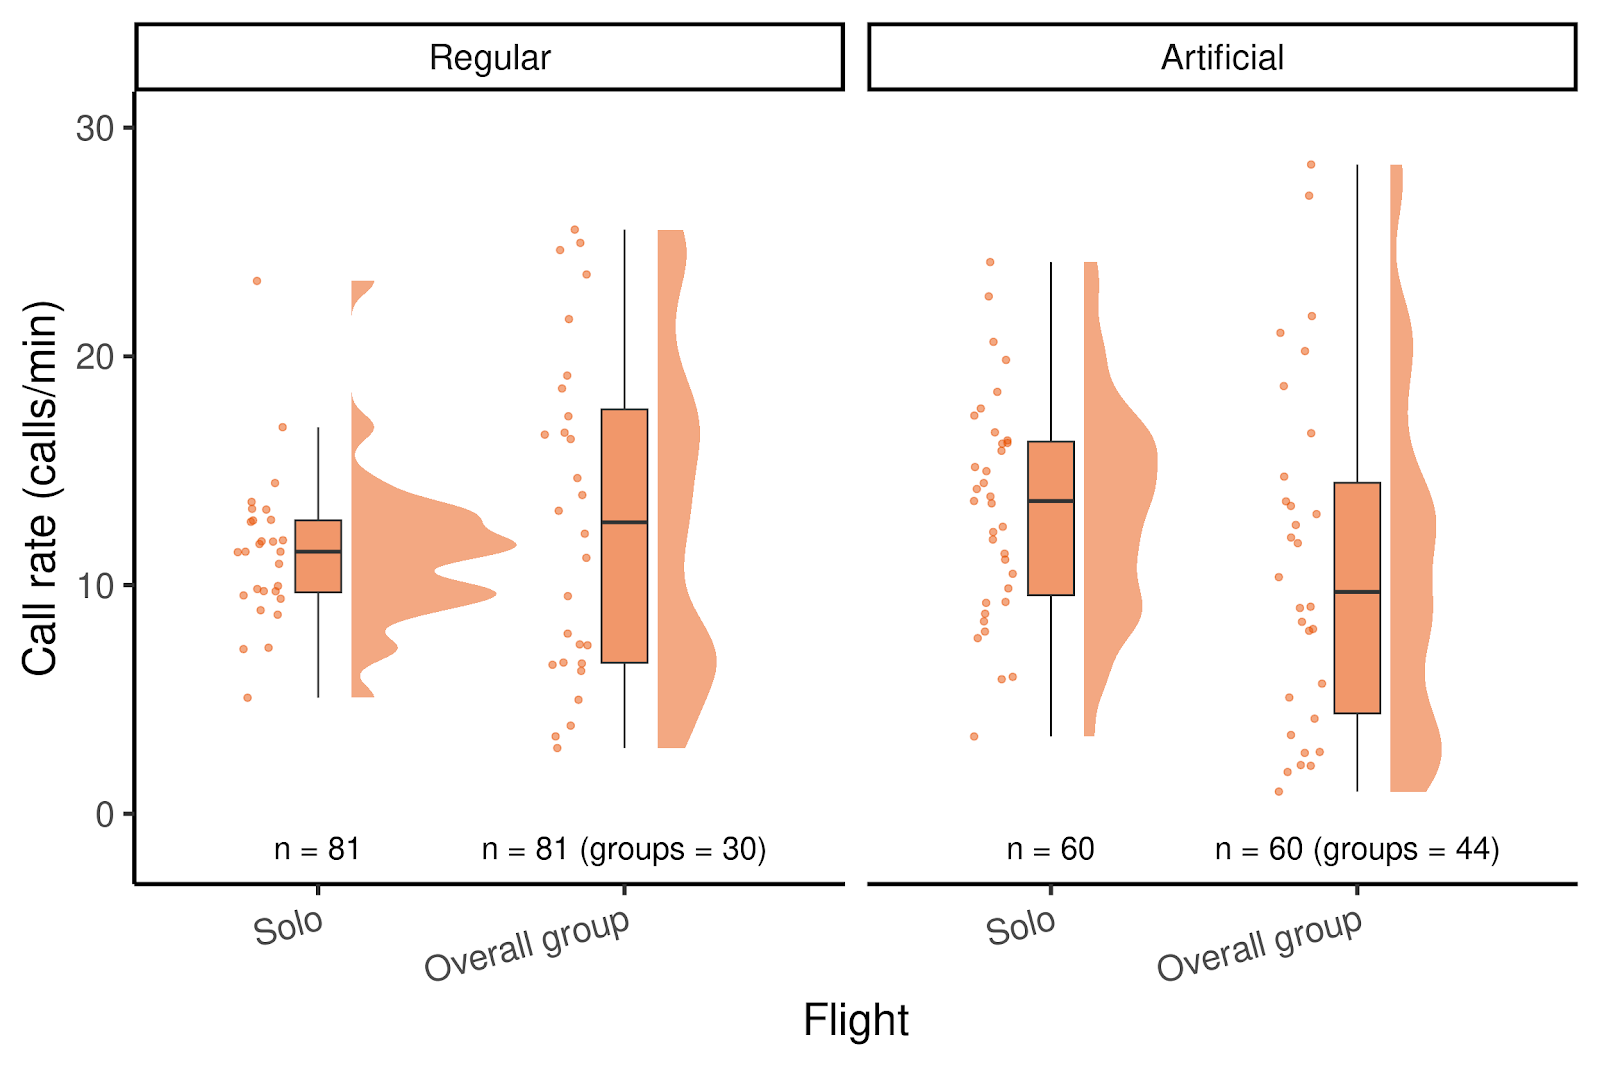 Regular
Artificial
Call rate (calls/min)
30
20
10
0
n = 81
n = 81 (groups = 30)
n = 60
n = 60 (groups = 44)
Solo
Overall group
Solo
Overall group
Flight